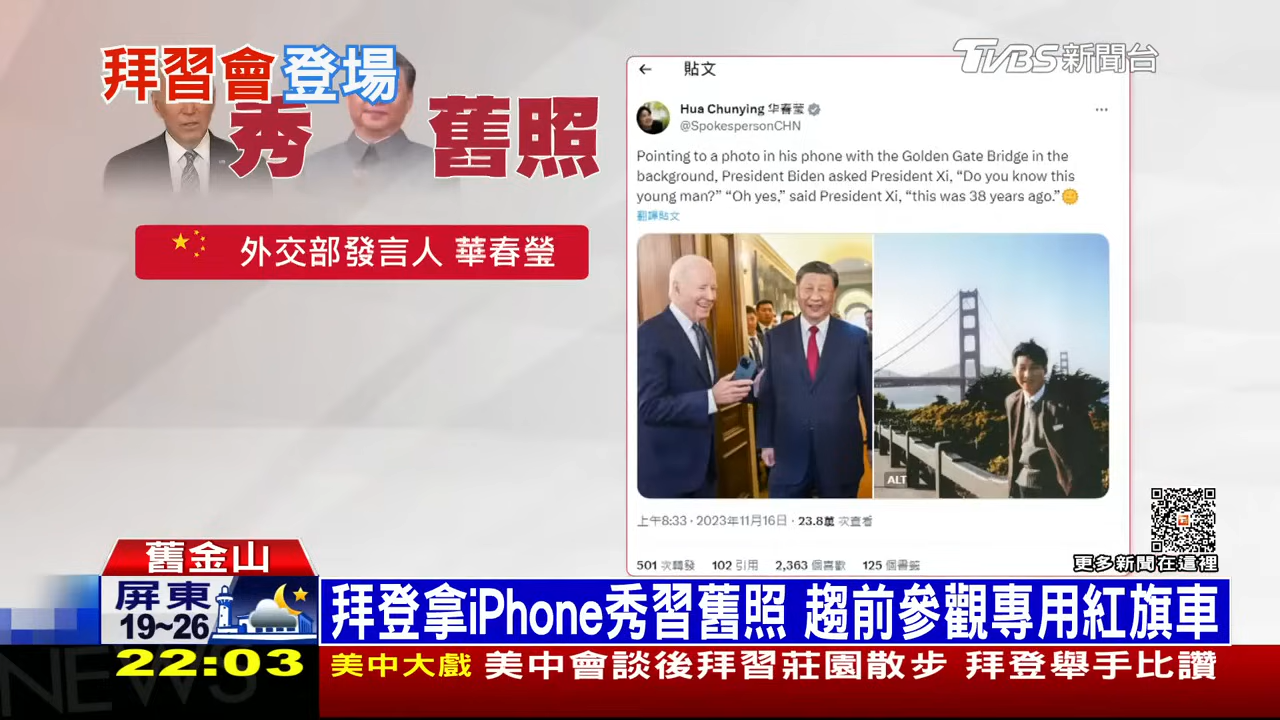 拜習會登場
秀 舊照
外交部發言人 華春瑩
TVBS新聞台
貼文
Hua Chunying 华春莹
@SpokespersonCHN
Pointing to a photo in his phone with the Golden Gate Bridge in the
background, President Biden asked President Xi, “Do you know this
young man?” “Oh yes,” said President Xi, “this was 38 years ago.”
翻譯貼文
ALT
上午8:33 · 2023年11月16日 · 23.8萬 次查看
501 次轉發 102 引用 2,363 個喜歡 125 個書籤
更多新聞在這裡
舊金山
屏東
19~26
拜登拿iPhone秀習舊照 趨前參觀專用紅旗車
22:03
美中大戲 美中會談後拜習莊園散步 拜登舉手比讚
NEWS